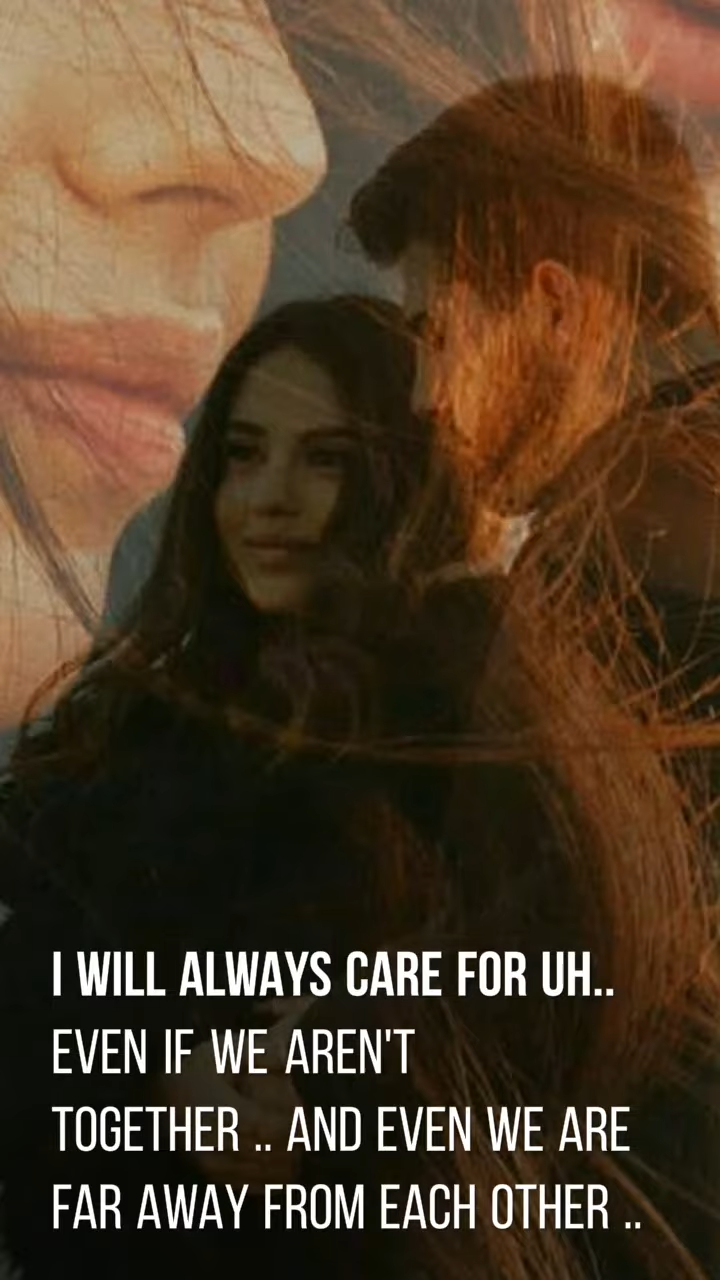 I WILL ALWAYS CARE FOR UH..
EVEN IF WE AREN'T
TOGETHER .. AND EVEN WE ARE
FAR AWAY FROM EACH OTHER ..